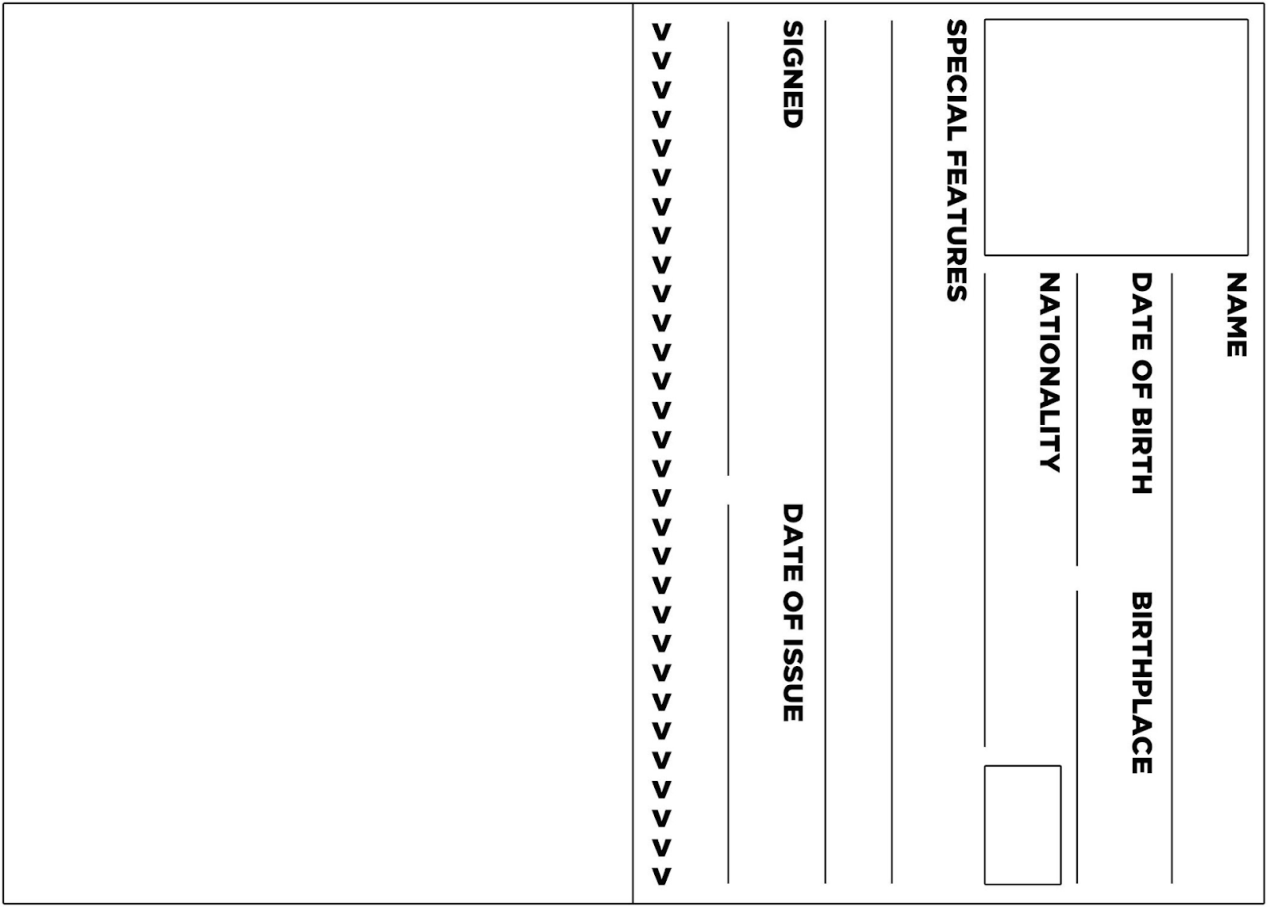 NAME
DATE OF BIRTH BIRTHPLACE
NATIONALITY
SPECIAL FEATURES
SIGNED DATE OF ISSUE
> > > > > > > > > > > > > > > > > > > > > > > > > > > > > >